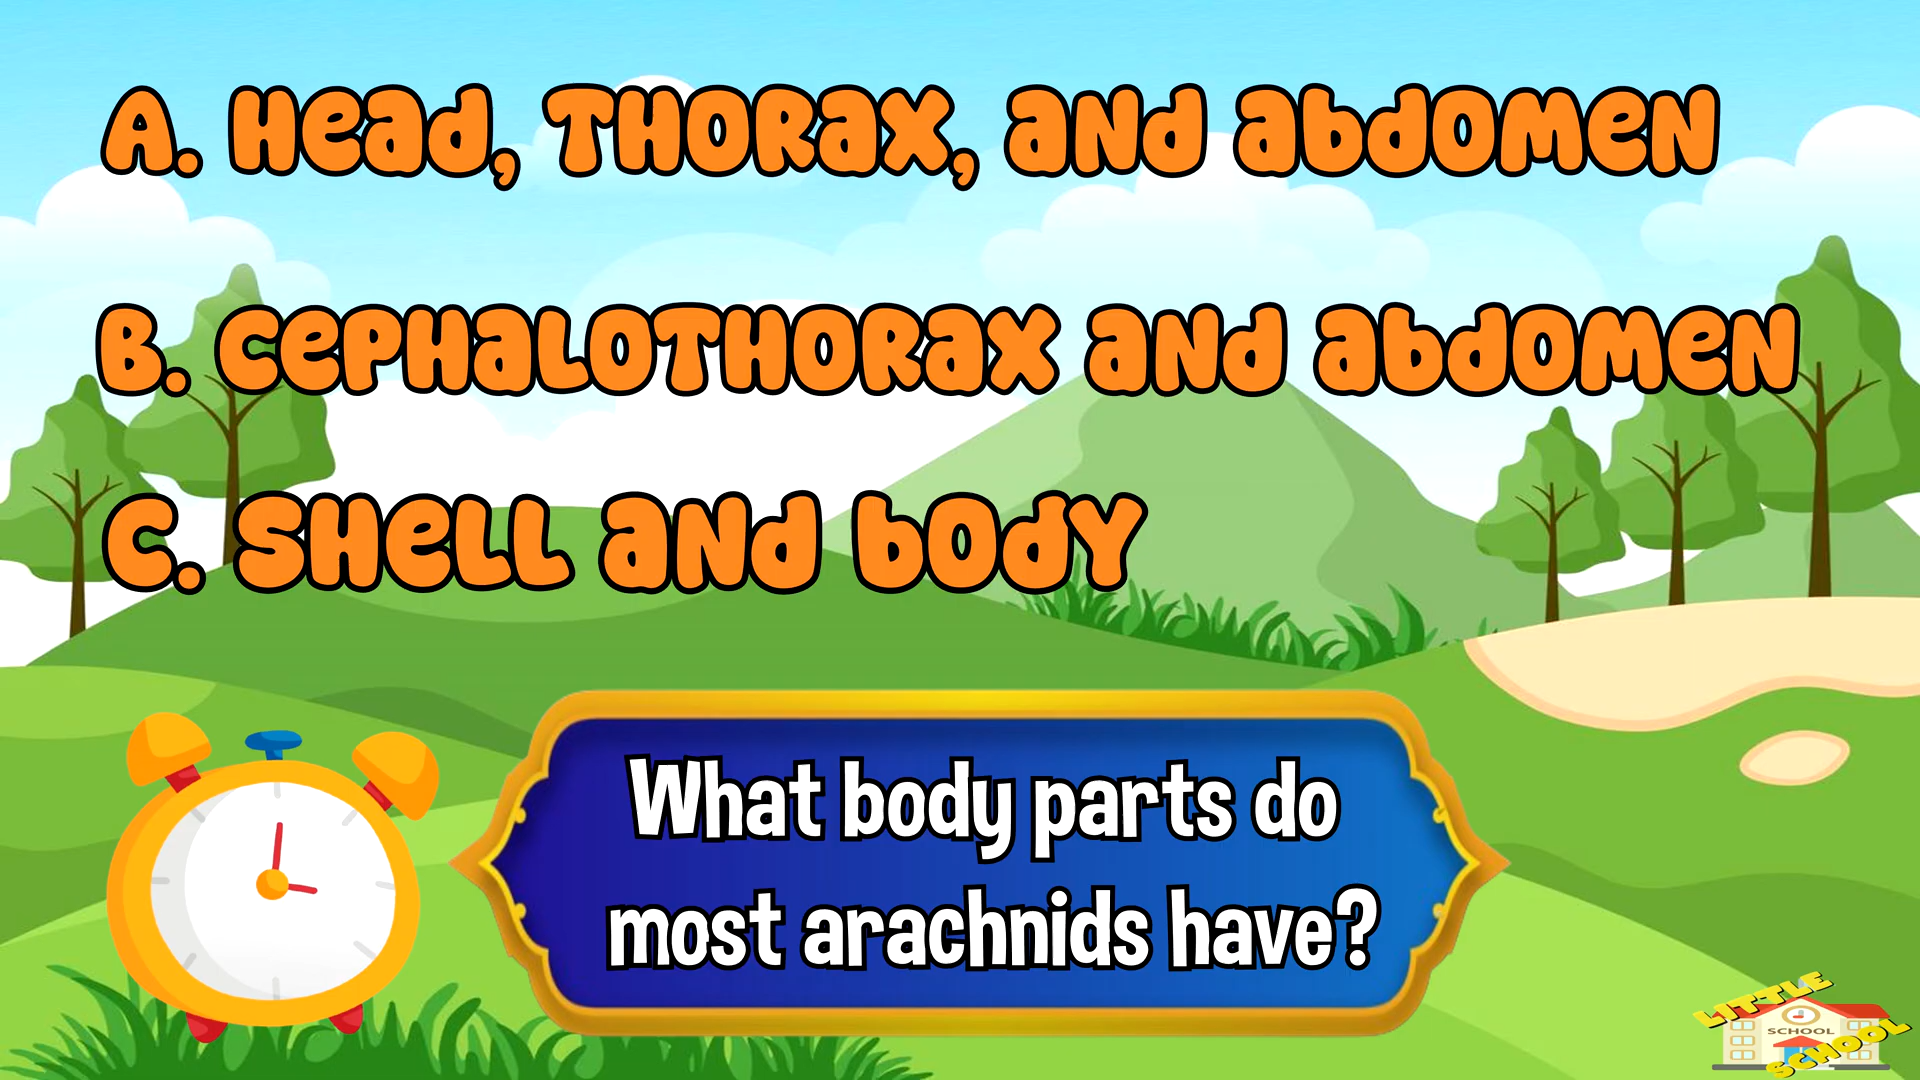 A. Head, Thorax, and abdomen
B. Cephalothorax and abdomen
C. Shell and body
What body parts do
most arachnids have?
LITTLE
SCHOOL
SCHOOL